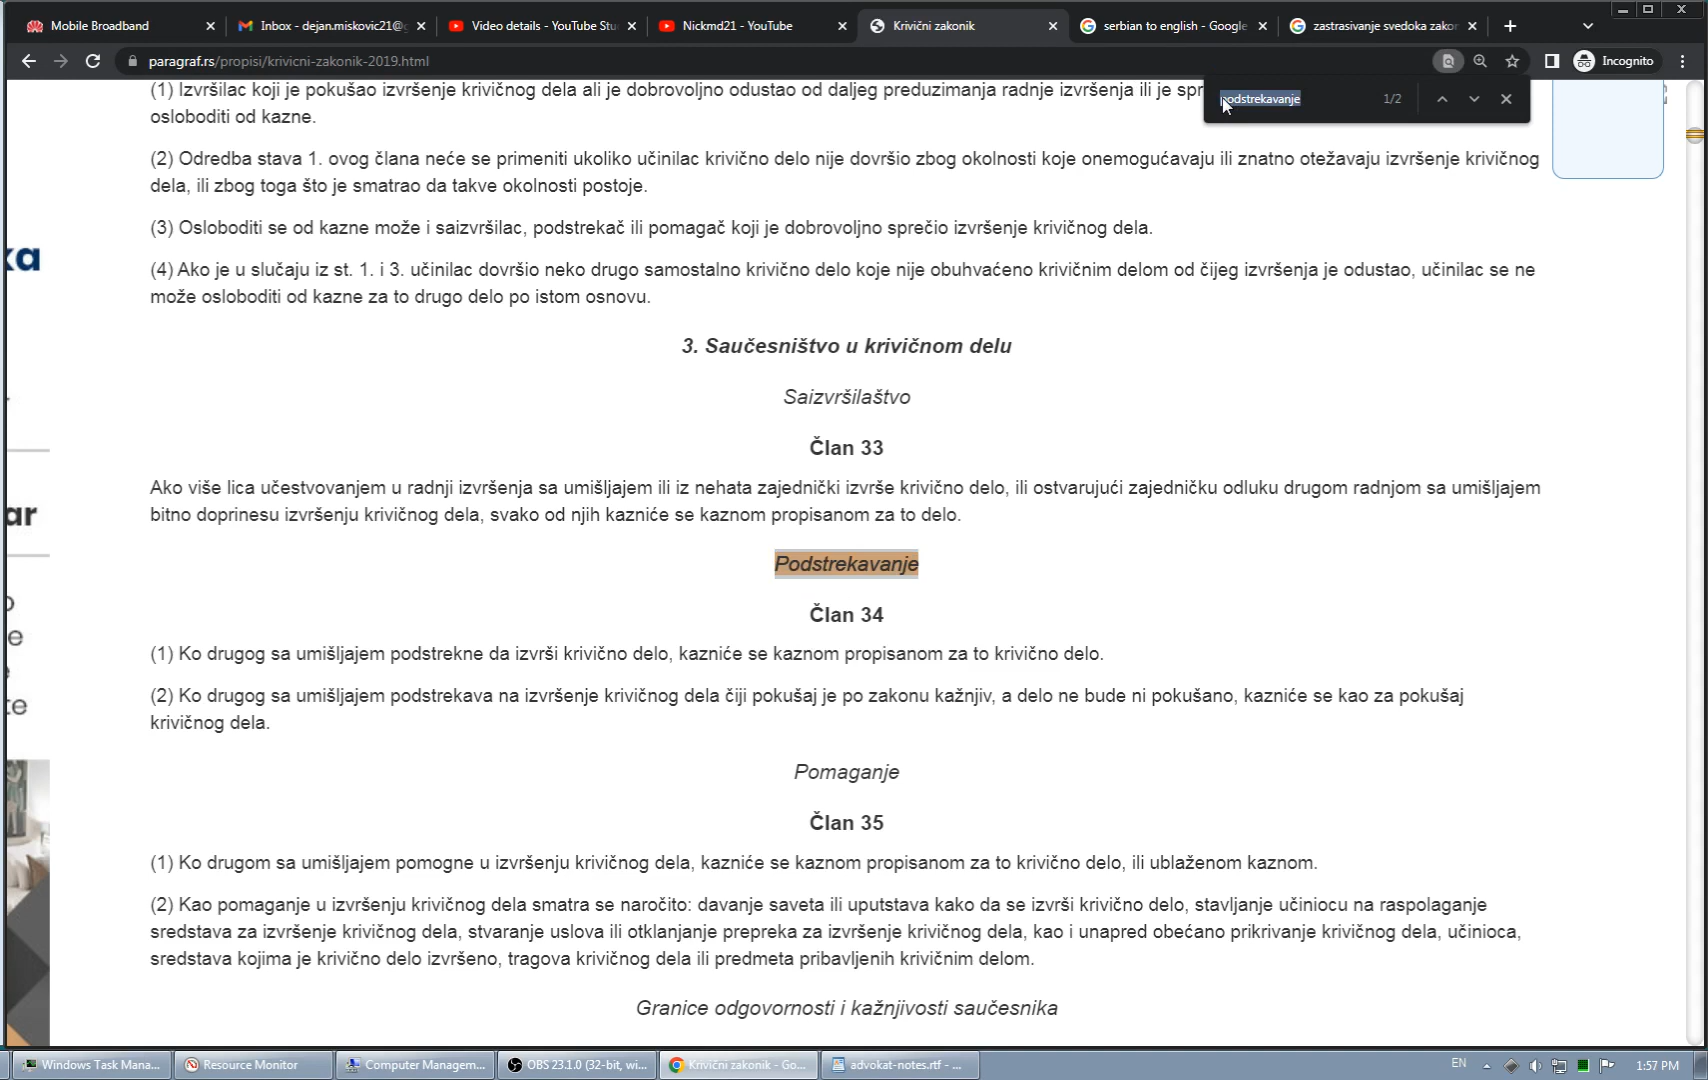 Mobile Broadband
Inbox - dejan.miskovic21@g
Video details - YouTube Stu
Nickmd21 - YouTube
Krivični zakonik
serbian to english - Google
zastrasivanje svedoka zakon
paragraf.rs/propisi/krivicni-zakonik-2019.html
Incognito
podstrekavanje
1/2
(1) Izvršilac koji je pokušao izvršenje krivičnog dela ali je dobrovoljno odustao od daljeg preduzimanja radnje izvršenja ili je spr
osloboditi od kazne.
(2) Odredba stava 1. ovog člana neće se primeniti ukoliko učinilac krivično delo nije dovršio zbog okolnosti koje onemogućavaju ili znatno otežavaju izvršenje krivičnog
dela, ili zbog toga što je smatrao da takve okolnosti postoje.
(3) Osloboditi se od kazne može i saizvršilac, podstrekač ili pomagač koji je dobrovoljno sprečio izvršenje krivičnog dela.
ka
(4) Ako je u slučaju iz st. 1. i 3. učinilac dovršio neko drugo samostalno krivično delo koje nije obuhvaćeno krivičnim delom od čijeg izvršenja je odustao, učinilac se ne
može osloboditi od kazne za to drugo delo po istom osnovu.
3. Saučesništvo u krivičnom delu
Saizvršilaštvo
Član 33
Ako više lica učestvovanjem u radnji izvršenja sa umišljajem ili iz nehata zajednički izvrše krivično delo, ili ostvarujući zajedničku odluku drugom radnjom sa umišljajem
bitno doprinesu izvršenju krivičnog dela, svako od njih kazniće se kaznom propisanom za to delo.
ar
Podstrekavanje
Član 34
e
(1) Ko drugog sa umišljajem podstrekne da izvrši krivično delo, kazniće se kaznom propisanom za to krivično delo.
(2) Ko drugog sa umišljajem podstrekava na izvršenje krivičnog dela čiji pokušaj je po zakonu kažnjiv, a delo ne bude ni pokušano, kazniće se kao za pokušaj
te
krivičnog dela.
Pomaganje
Član 35
(1) Ko drugom sa umišljajem pomogne u izvršenju krivičnog dela, kazniće se kaznom propisanom za to krivično delo, ili ublaženom kaznom.
(2) Kao pomaganje u izvršenju krivičnog dela smatra se naročito: davanje saveta ili uputstava kako da se izvrši krivično delo, stavljanje učiniocu na raspolaganje
sredstava za izvršenje krivičnog dela, stvaranje uslova ili otklanjanje prepreka za izvršenje krivičnog dela, kao i unapred obećano prikrivanje krivičnog dela, učinioca,
sredstava kojima je krivično delo izvršeno, tragova krivičnog dela ili predmeta pribavljenih krivičnim delom.
Granice odgovornosti i kažnjivosti saučesnika
Windows Task Mana...
Resource Monitor
Computer Managem...
OBS 23.1.0 (32-bit, wi...
Krivični zakonik - Go...
advokat-notes.rtf - ...
EN
1:57 PM